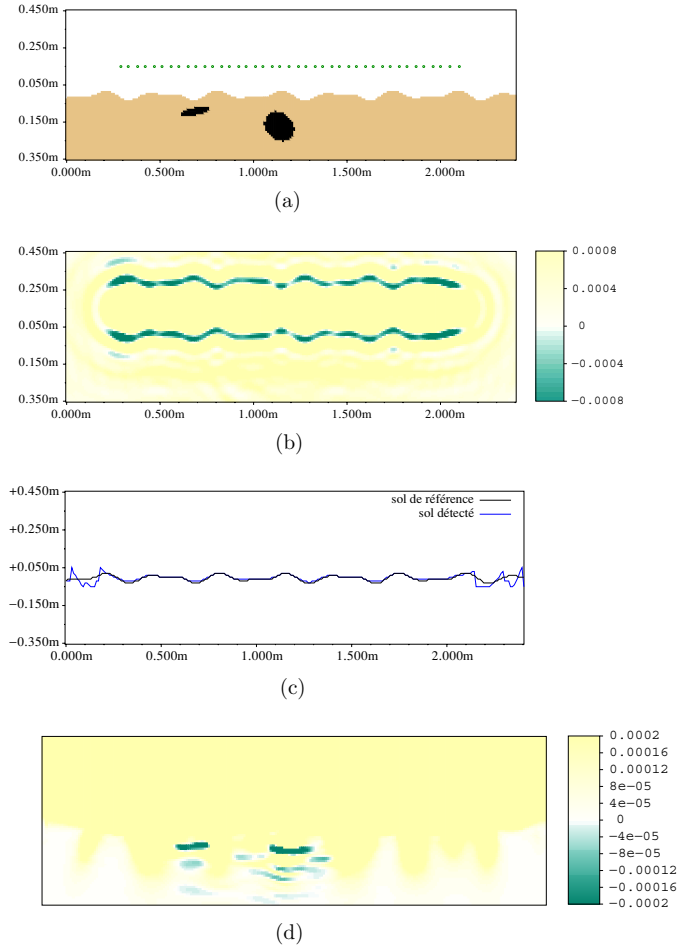 0.450m
0.250m
0.050m
0.150m
0.350m
0.000m 0.500m 1.000m 1.500m 2.000m
(a)
0.450m
0.250m
0.050m
0.150m
0.350m
0.000m 0.500m 1.000m 1.500m 2.000m
0.0008
0.0004
0
−0.0004
−0.0008
(b)
+0.450m
+0.250m
+0.050m
−0.150m
−0.350m
0.000m 0.500m 1.000m 1.500m 2.000m
sol de référence
sol détecté
(c)
0.0002
0.00016
0.00012
8e−05
4e−05
0
−4e−05
−8e−05
−0.00012
−0.00016
−0.0002
(d)